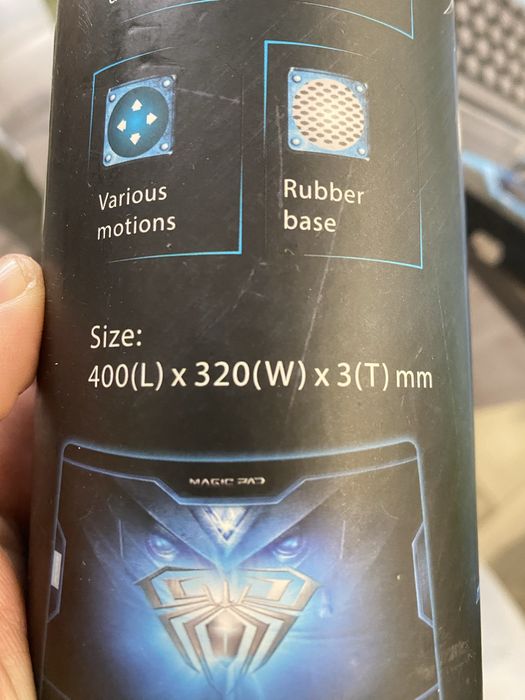 Various
motions
Rubber
base
Size:
400(L) x 320(W) x 3(T) mm
MAGIC PAD